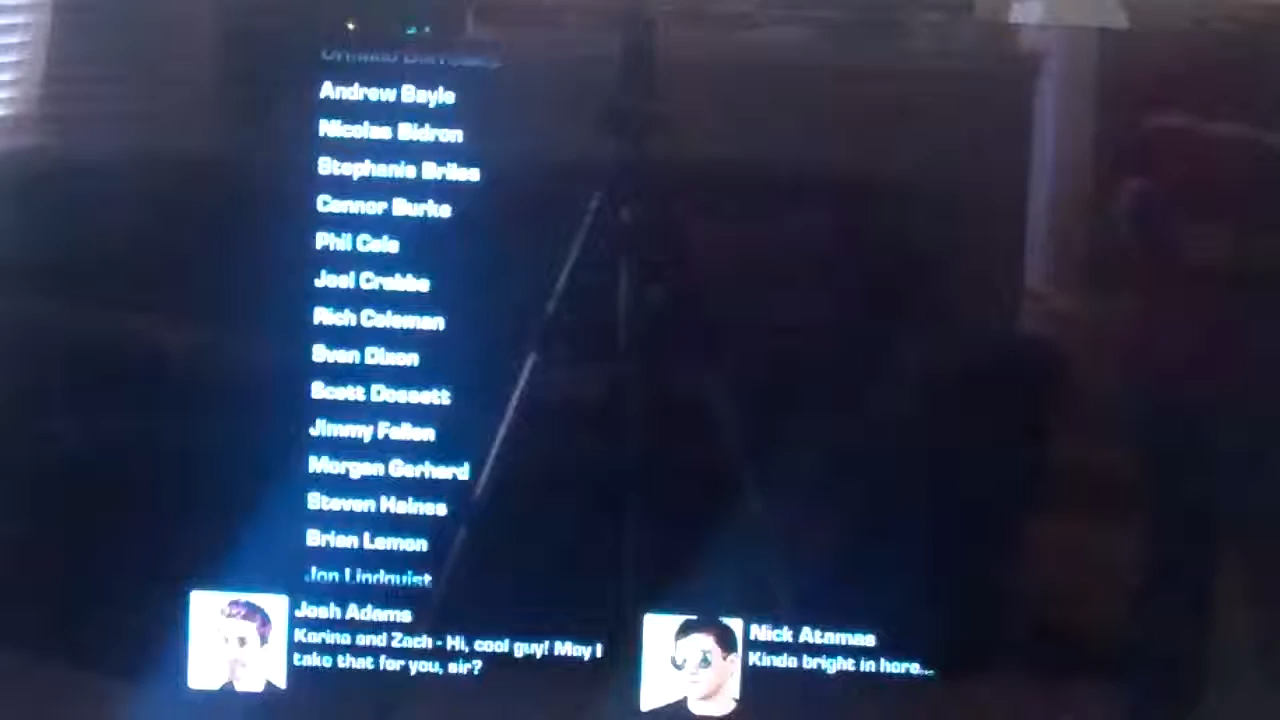 Andrew Bayle
Nicolas Bidron
Stephanie Briles
Connor Burke
Phil Cole
Joel Crabbe
Rich Coleman
Sven Dixon
Scott Dossett
Jimmy Fallon
Morgan Gerhard
Steven Haines
Brian Lemon
Jon Lindquist
Josh Adams
Karina and Zach - Hi, cool guy! May I
take that for you, sir?
Nick Atamas
Kinda bright in here...